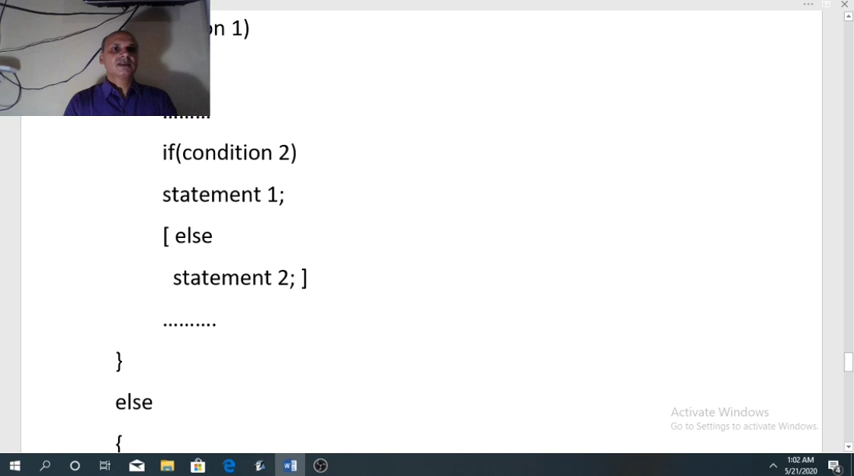 on 1)
.........
if(condition 2)
statement 1;
[ else
statement 2; ]
..........
}
else
{
Activate Windows
Go to Settings to activate Windows.
1:02 AM
5/21/2020